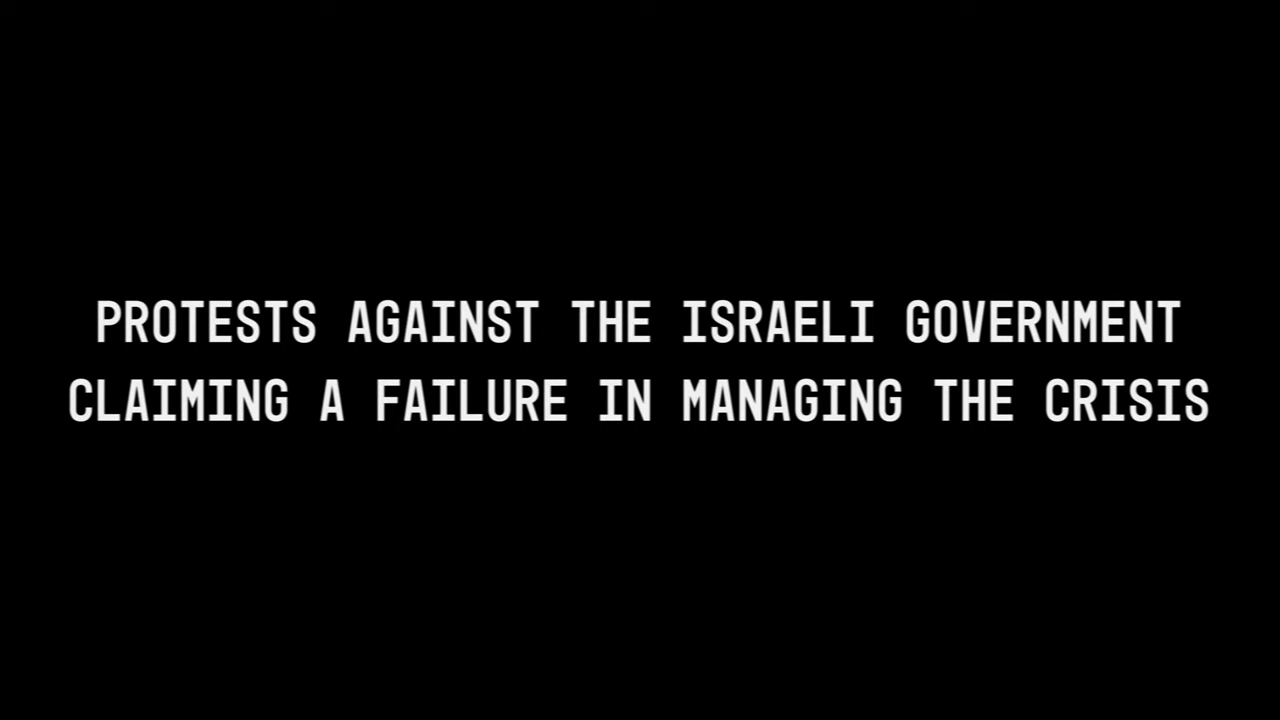 PROTESTS AGAINST THE ISRAELI GOVERNMENT
CLAIMING A FAILURE IN MANAGING THE CRISIS